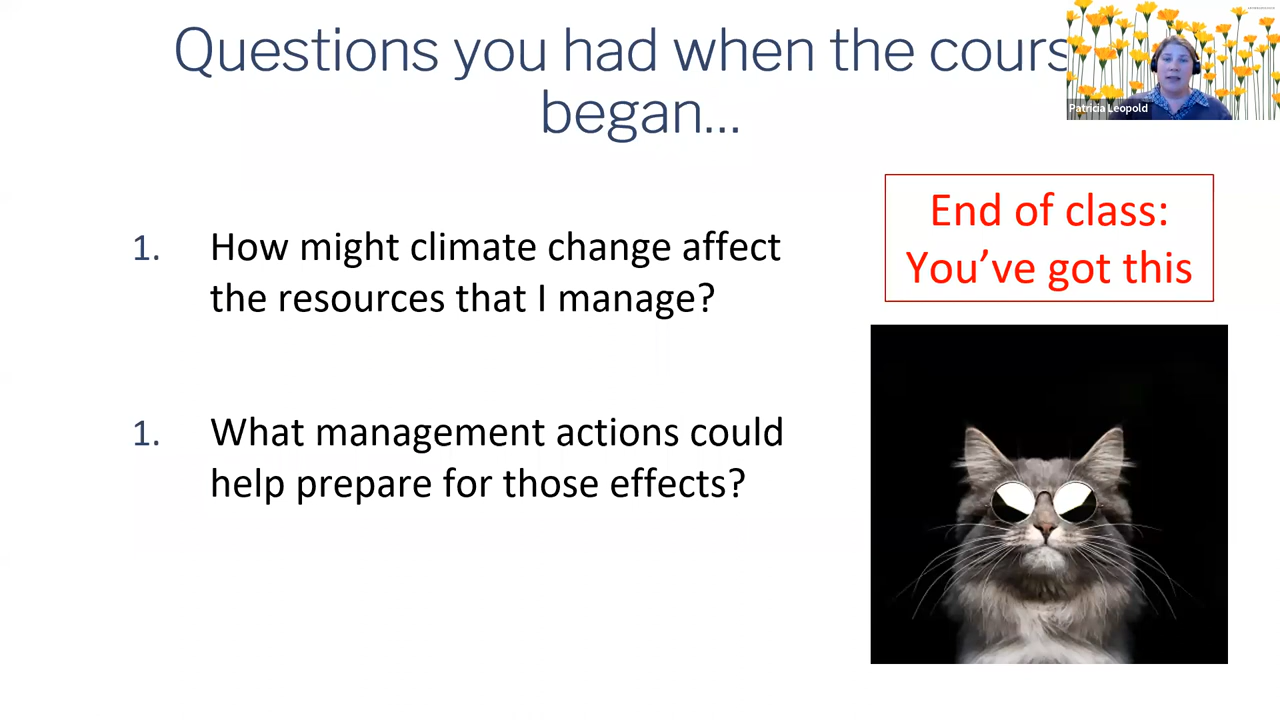 Questions you had when the cours
began...
Patricia Leopold
End of class:
You’ve got this
1. How might climate change affect
the resources that I manage?
1. What management actions could
help prepare for those effects?